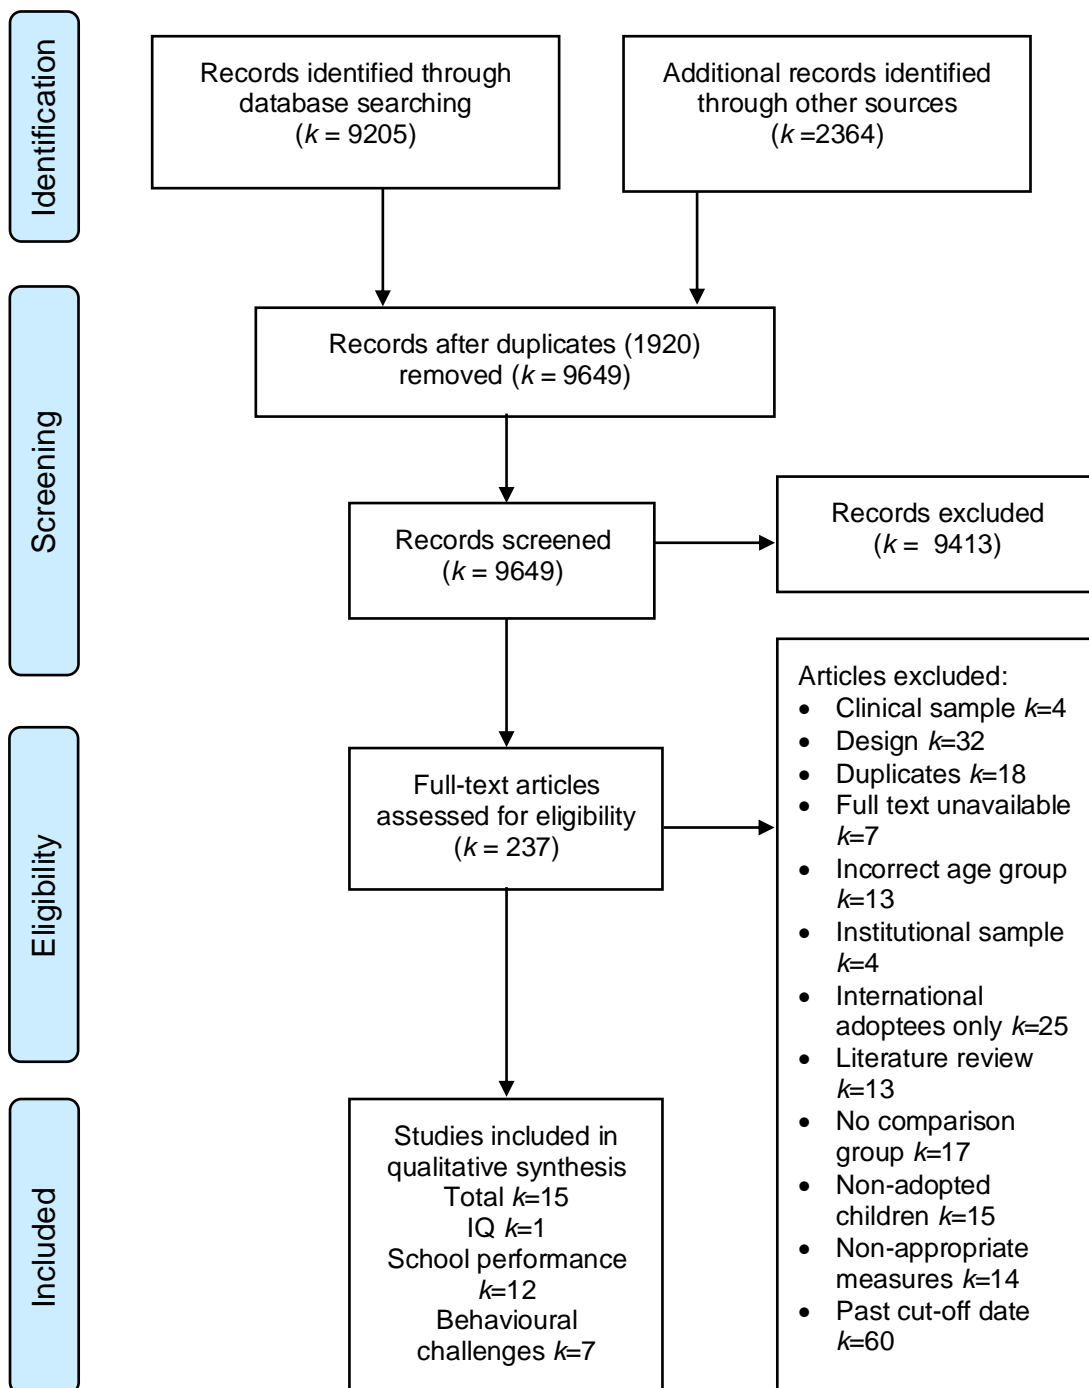 Identification
Records identified through
database searching
(k = 9205)
Additional records identified
through other sources
(k =2364)
Screening
Records after duplicates (1920)
removed (k = 9649)
Records screened
(k = 9649)
Records excluded
(k = 9413)
Eligibility
Full-text articles
assessed for eligibility
(k = 237)
Articles excluded:
• Clinical sample k=4
• Design k=32
• Duplicates k=18
• Full text unavailable
k=7
• Incorrect age group
k=13
• Institutional sample
k=4
• International
adoptees only k=25
• Literature review
k=13
• No comparison
group k=17
• Non-adopted
children k=15
• Non-appropriate
measures k=14
• Past cut-off date
k=60
Included
Studies included in
qualitative synthesis
Total k=15
IQ k=1
School performance
k=12
Behavioural
challenges k=7